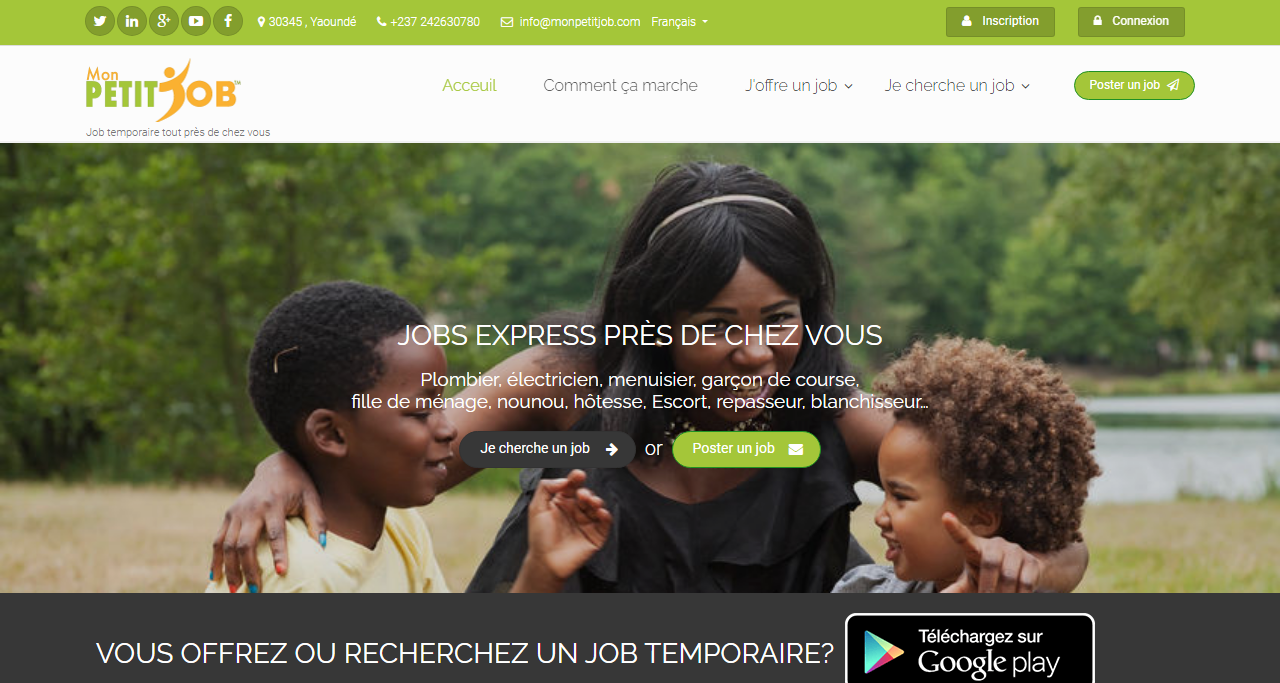 30345 , Yaoundé
+237 242630780
info@monpetitjob.com
Français
Inscription
Connexion
Mon
PETITJOB™
Job temporaire tout près de chez vous
Acceuil
Comment ça marche
J'offre un job
Je cherche un job
Poster un job
JOBS EXPRESS PRÈS DE CHEZ VOUS
Plombier, électricien, menuisier, garçon de course,
fille de ménage, nounou, hôtesse, Escort, repasseur, blanchisseur...
Je cherche un job
or
Poster un job
VOUS OFFREZ OU RECHERCHEZ UN JOB TEMPORAIRE?
Téléchargez sur
Google play